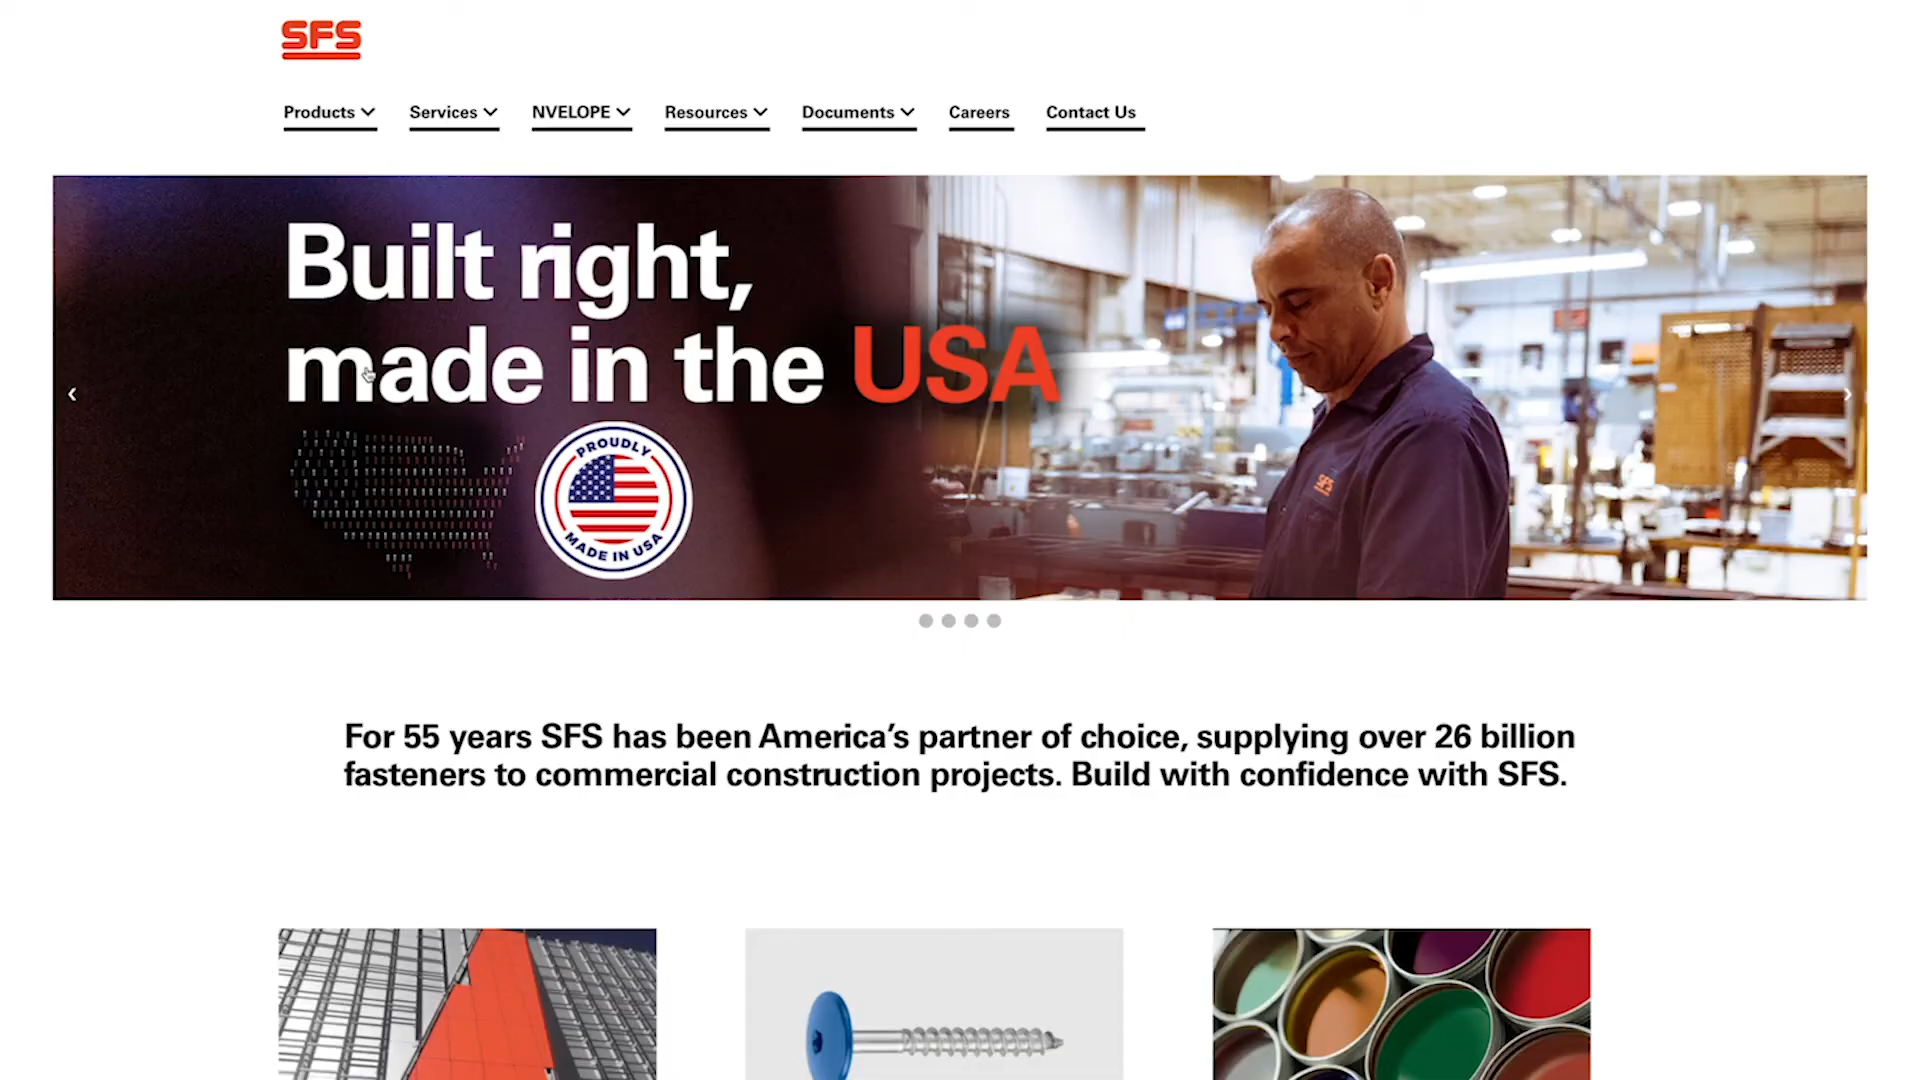 SFS
Products
Services
NVELOPE
Resources
Documents
Careers
Contact Us
Built right,
made in the USA
PROUDLY
MADE IN USA
SFS
For 55 years SFS has been America's partner of choice, supplying over 26 billion
fasteners to commercial construction projects. Build with confidence with SFS.